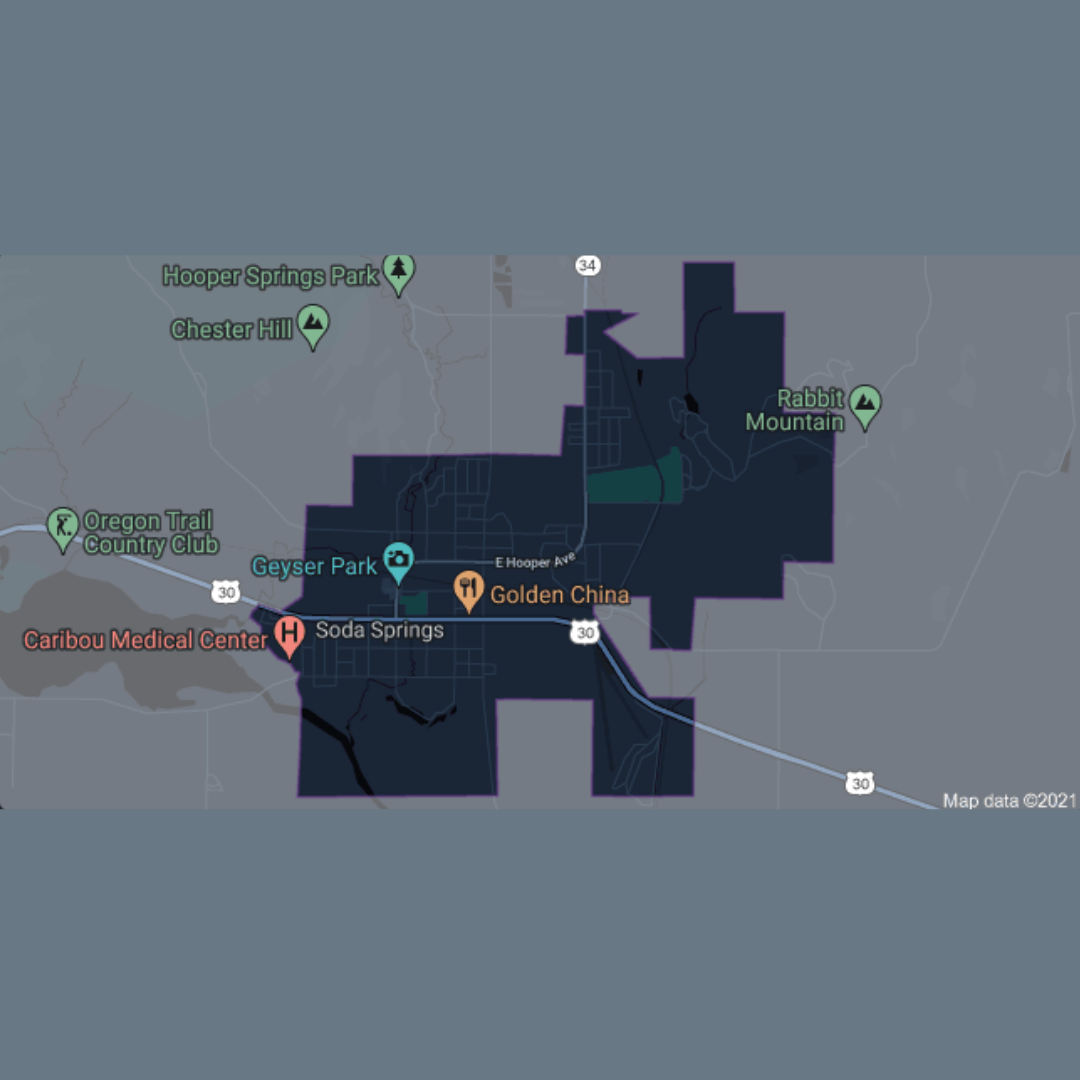 34
Hooper Springs Park
Chester Hill
Rabbit
Mountain
Oregon Trail
Country Club
E Hooper Ave
Geyser Park
30
Golden China
Soda Springs
30
Caribou Medical Center
H
30
Map data ©2021